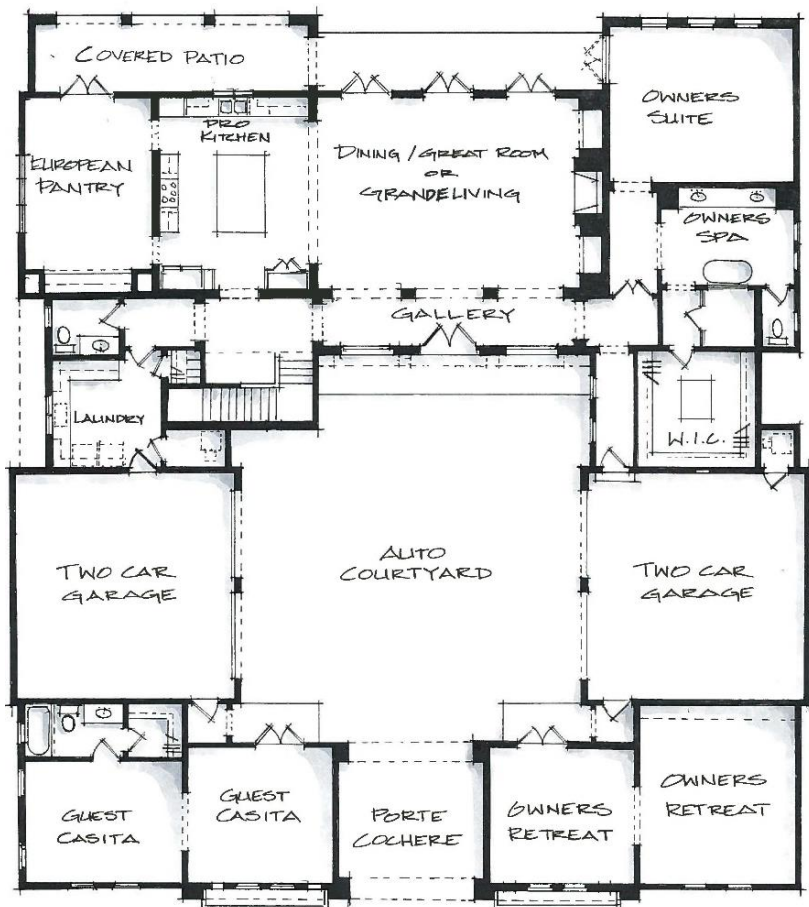 COVERED PATIO
OWNERS
SUITE
PRO
KITCHEN
EUROPEAN
PANTRY
DINING / GREAT ROOM
OR
GRANDE LIVING
OWNERS
SPA
GALLERY
LAUNDRY
W.I.C.
TWO CAR
GARAGE
AUTO
COURTYARD
TWO CAR
GARAGE
GUEST
CASITA
GUEST
CASITA
PORTE
COCHERE
OWNERS
RETREAT
OWNERS
RETREAT